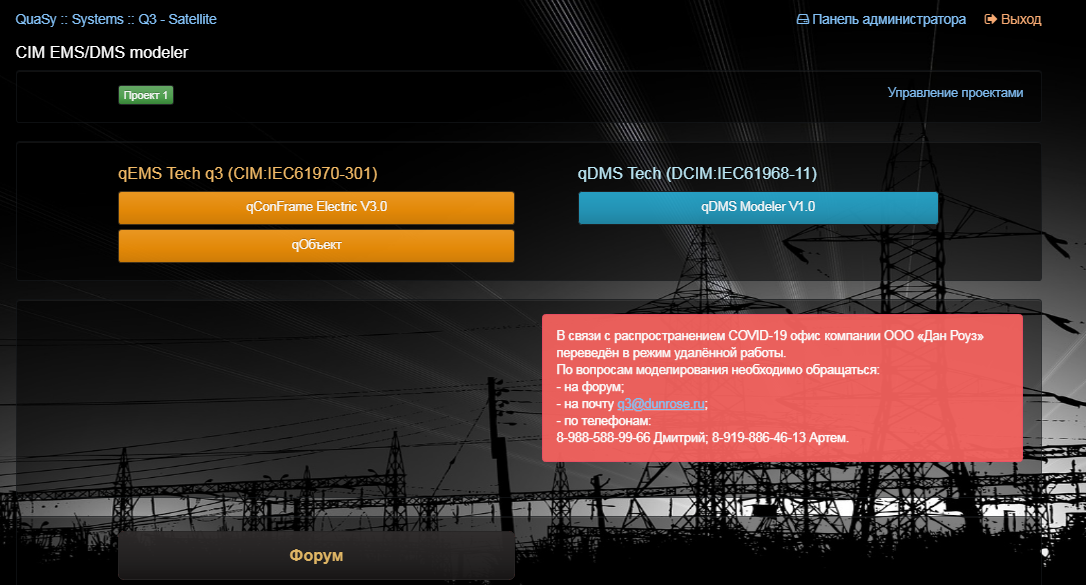 QuaSy :: Systems :: Q3 - Satellite
Панель администратора
Выход
CIM EMS/DMS modeler
Проект 1
Управление проектами
qEMS Tech q3 (CIM:IEC61970-301)
qDMS Tech (DCIM:IEC61968-11)
qConFrame Electric V3.0
qDMS Modeler V1.0
qОбъект
В связи с распространением COVID-19 офис компании ООО «Дан Роуз»
переведён в режим удалённой работы.
По вопросам моделирования необходимо обращаться:
- на форум;
- на почту q3@dunrose.ru;
- по телефонам:
8-988-588-99-66 Дмитрий; 8-919-886-46-13 Артем.
Форум